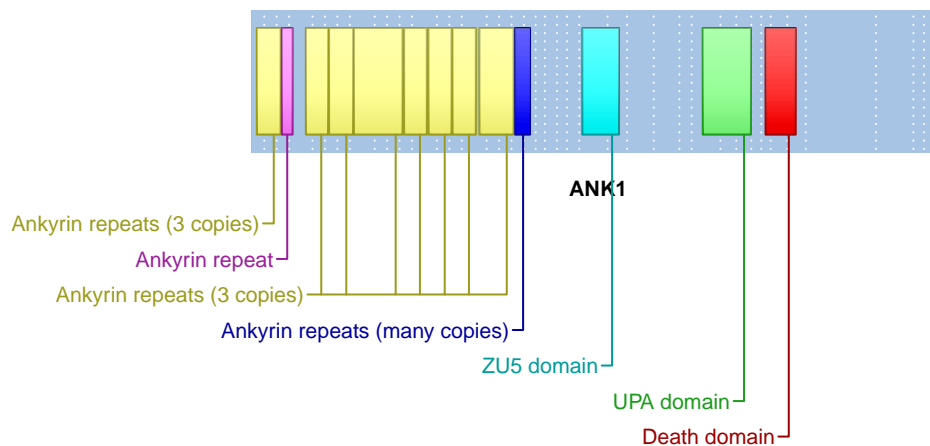 ANK1
Ankyrin repeats (3 copies)
Ankyrin repeat
Ankyrin repeats (3 copies)
Ankyrin repeats (many copies)
ZU5 domain
UPA domain
Death domain